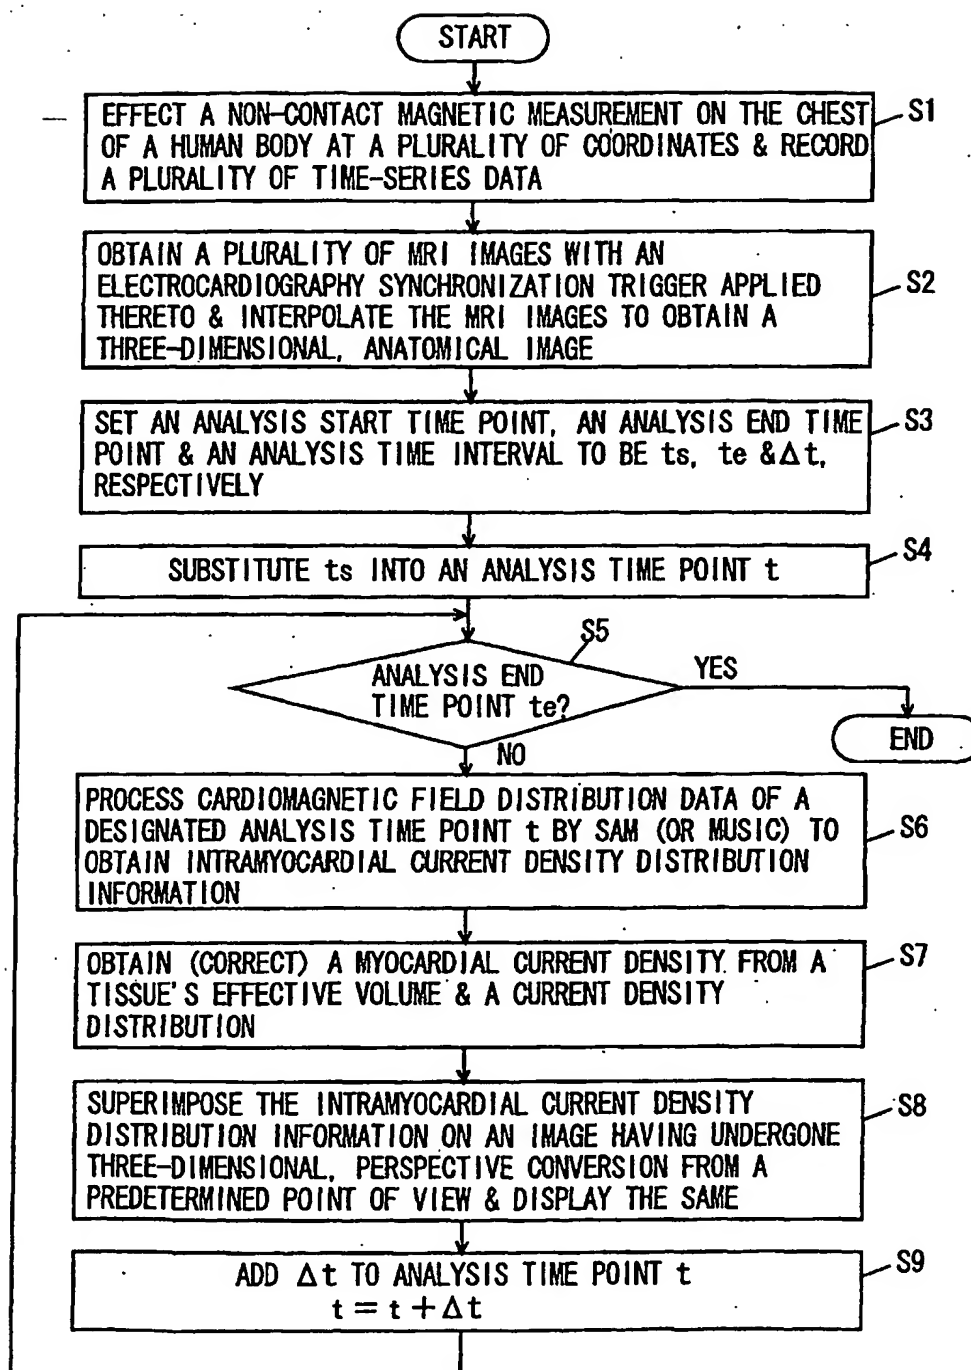 START
EFFECT A NON-CONTACT MAGNETIC MEASUREMENT ON THE CHEST
OF A HUMAN BODY AT A PLURALITY OF COORDINATES & RECORD
A PLURALITY OF TIME-SERIES DATA
S1
OBTAIN A PLURALITY OF MRI IMAGES WITH AN
ELECTROCARDIOGRAPHY SYNCHRONIZATION TRIGGER APPLIED
THERETO & INTERPOLATE THE MRI IMAGES TO OBTAIN A
THREE-DIMENSIONAL, ANATOMICAL IMAGE
S2
SET AN ANALYSIS START TIME POINT, AN ANALYSIS END TIME
POINT & AN ANALYSIS TIME INTERVAL TO BE ts, te &Δt,
RESPECTIVELY
S3
SUBSTITUTE ts INTO AN ANALYSIS TIME POINT t
S4
S5
ANALYSIS END
TIME POINT te?
YES
END
NO
PROCESS CARDIOMAGNETIC FIELD DISTRIBUTION DATA OF A
DESIGNATED ANALYSIS TIME POINT t BY SAM (OR MUSIC) TO
OBTAIN INTRAMYOCARDIAL CURRENT DENSITY DISTRIBUTION
INFORMATION
S6
OBTAIN (CORRECT) A MYOCARDIAL CURRENT DENSITY FROM A
TISSUE'S EFFECTIVE VOLUME & A CURRENT DENSITY
DISTRIBUTION
S7
SUPERIMPOSE THE INTRAMYOCARDIAL CURRENT DENSITY
DISTRIBUTION INFORMATION ON AN IMAGE HAVING UNDERGONE
THREE-DIMENSIONAL, PERSPECTIVE CONVERSION FROM A
PREDETERMINED POINT OF VIEW & DISPLAY THE SAME
S8
ADD Δt TO ANALYSIS TIME POINT t
t = t + Δt
S9